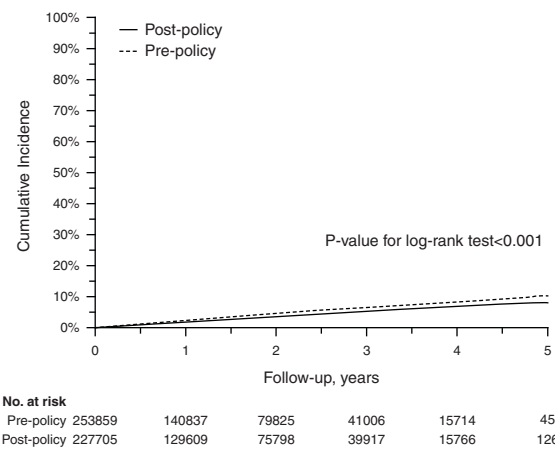 100%
90%
80%
70%
60%
50%
40%
30%
20%
10%
0%
Cumulative Incidence
Post-policy
Pre-policy
P-value for log-rank test<0.001
0 1 2 3 4 5
Follow-up, years
No. at risk
Pre-policy 253859 140837 79825 41006 15714 45
Post-policy 227705 129609 75798 39917 15766 126